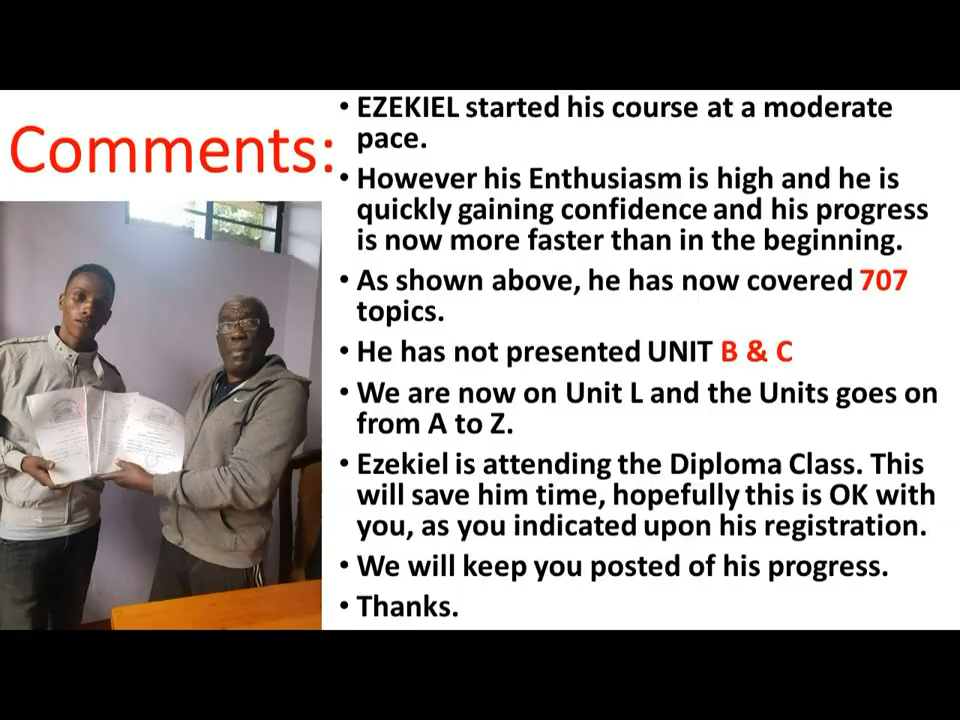 Comments:
• EZEKIEL started his course at a moderate
pace.
• However his Enthusiasm is high and he is
quickly gaining confidence and his progress
is now more faster than in the beginning.
• As shown above, he has now covered 707
topics.
• He has not presented UNIT B & C
• We are now on Unit L and the Units goes on
from A to Z.
• Ezekiel is attending the Diploma Class. This
will save him time, hopefully this is OK with
you, as you indicated upon his registration.
• We will keep you posted of his progress.
• Thanks.